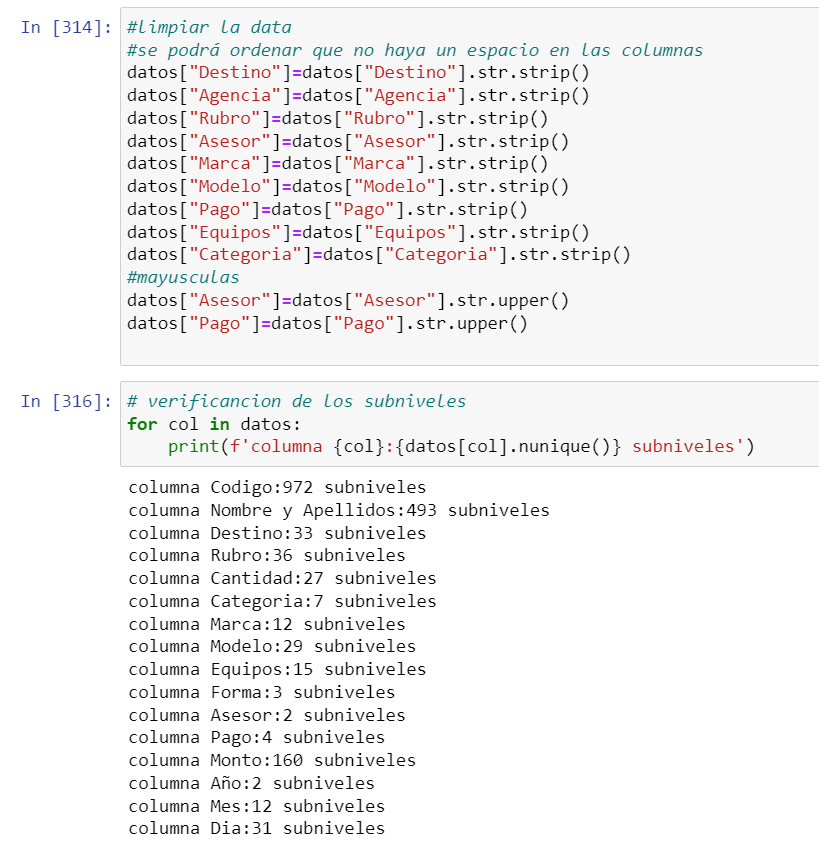 In [314]:
#limpiar la data
#se podrá ordenar que no haya un espacio en las columnas
datos["Destino"]=datos["Destino"].str.strip()
datos["Agencia"]=datos["Agencia"].str.strip()
datos["Rubro"]=datos["Rubro"].str.strip()
datos["Asesor"]=datos["Asesor"].str.strip()
datos["Marca"]=datos["Marca"].str.strip()
datos["Modelo"]=datos["Modelo"].str.strip()
datos["Pago"]=datos["Pago"].str.strip()
datos["Equipos"]=datos["Equipos"].str.strip()
datos["Categoria"]=datos["Categoria"].str.strip()
#mayusculas
datos["Asesor"]=datos["Asesor"].str.upper()
datos["Pago"]=datos["Pago"].str.upper()
In [316]:
# verificancion de los subniveles
for col in datos:
    print(f'columna {col}:{datos[col].nunique()} subniveles')
columna Codigo:972 subniveles
columna Nombre y Apellidos:493 subniveles
columna Destino:33 subniveles
columna Rubro:36 subniveles
columna Cantidad:27 subniveles
columna Categoria:7 subniveles
columna Marca:12 subniveles
columna Modelo:29 subniveles
columna Equipos:15 subniveles
columna Forma:3 subniveles
columna Asesor:2 subniveles
columna Pago:4 subniveles
columna Monto:160 subniveles
columna Año:2 subniveles
columna Mes:12 subniveles
columna Dia:31 subniveles